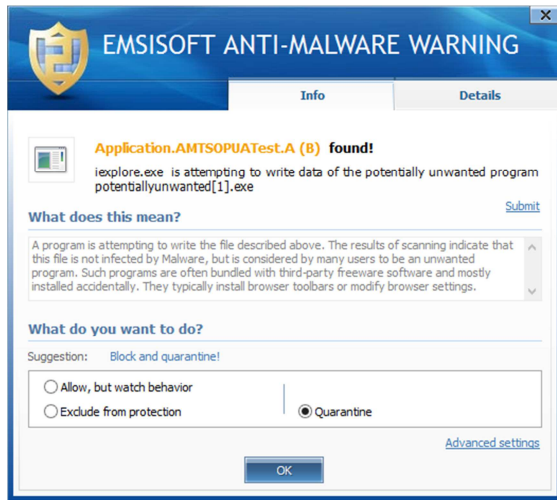 EMSISOFT ANTI-MALWARE WARNING
Info Details
Application.AMTSOPUATest.A (B) found!
iexplore.exe is attempting to write data of the potentially unwanted program
potentiallyunwanted[1].exe
Submit
What does this mean?
A program is attempting to write the file described above. The results of scanning indicate that
this file is not infected by Malware, but is considered by many users to be an unwanted
program. Such programs are often bundled with third-party freeware software and mostly
installed accidentally. They typically install browser toolbars or modify browser settings.
What do you want to do?
Suggestion: Block and quarantine!
Allow, but watch behavior
Exclude from protection Quarantine
Advanced settings
OK